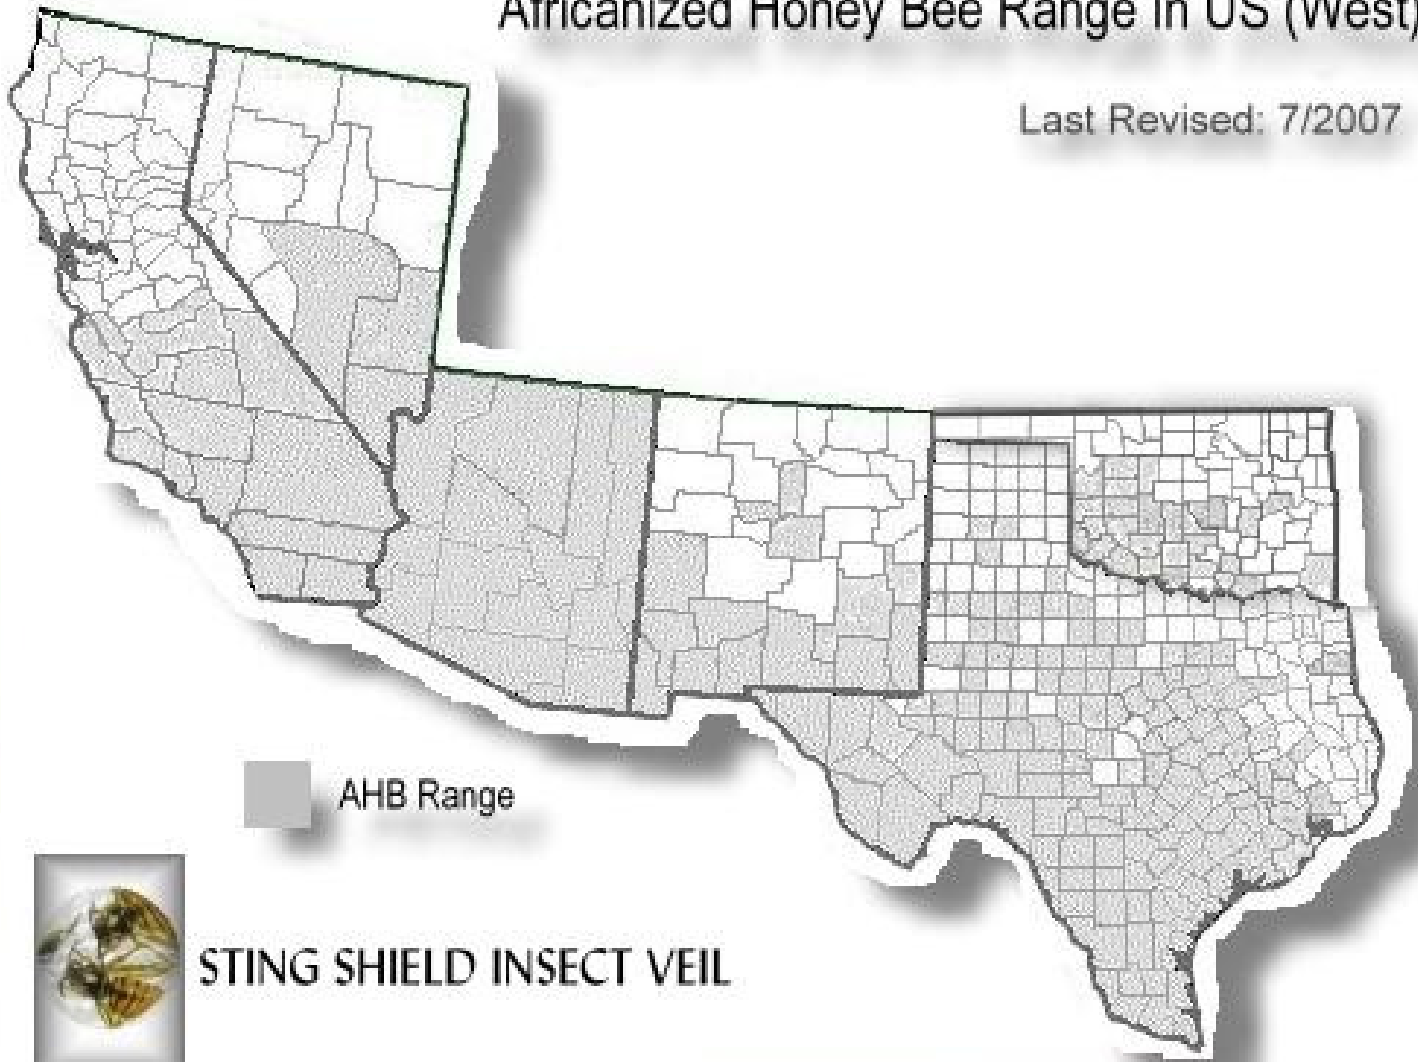 Africanized Honey Bee Range in US (West)
Last Revised: 7/2007
AHB Range
STING SHIELD INSECT VEIL